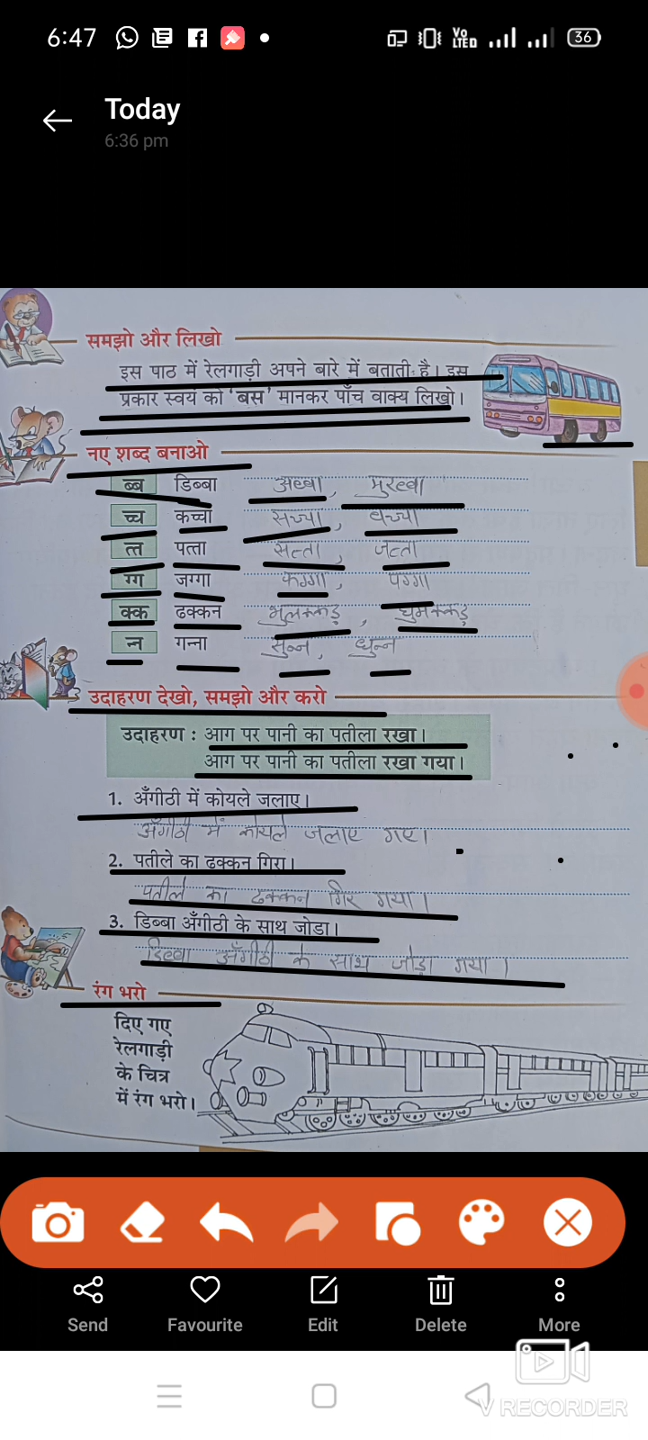 6:47 Vo LTE 36
Today
6:36 pm
समझो और लिखो
इस पाठ में रेलगाड़ी अपने बारे में बताती है। इस
प्रकार स्वयं को 'बस' मानकर पाँच वाक्य लिखो।
नए शब्द बनाओ
ब्ब डिब्बा अब्बा, मुरब्बा
च्च कच्चा सच्चा, बच्चा
त्त पत्ता सत्ता, जत्ता
ग्ग जग्गा कग्गा, पग्गा
क्क ढक्कन भुलक्कड़, घुमक्कड़
न्न गन्ना मुन्न, धुन्न
उदाहरण देखो, समझो और करो
उदाहरण : आग पर पानी का पतीला रखा।
आग पर पानी का पतीला रखा गया।
1. अँगीठी में कोयले जलाए।
अँगीठी में कोयले जलाए गए।
2. पतीले का ढक्कन गिरा।
पतीले का ढक्कन गिर गया।
3. डिब्बा अँगीठी के साथ जोडा।
डिब्बा अँगीठी के साथ जोड़ा गया।
रंग भरो
दिए गए
रेलगाड़ी
के चित्र
में रंग भरो।
Send Favourite Edit Delete More
V RECORDER